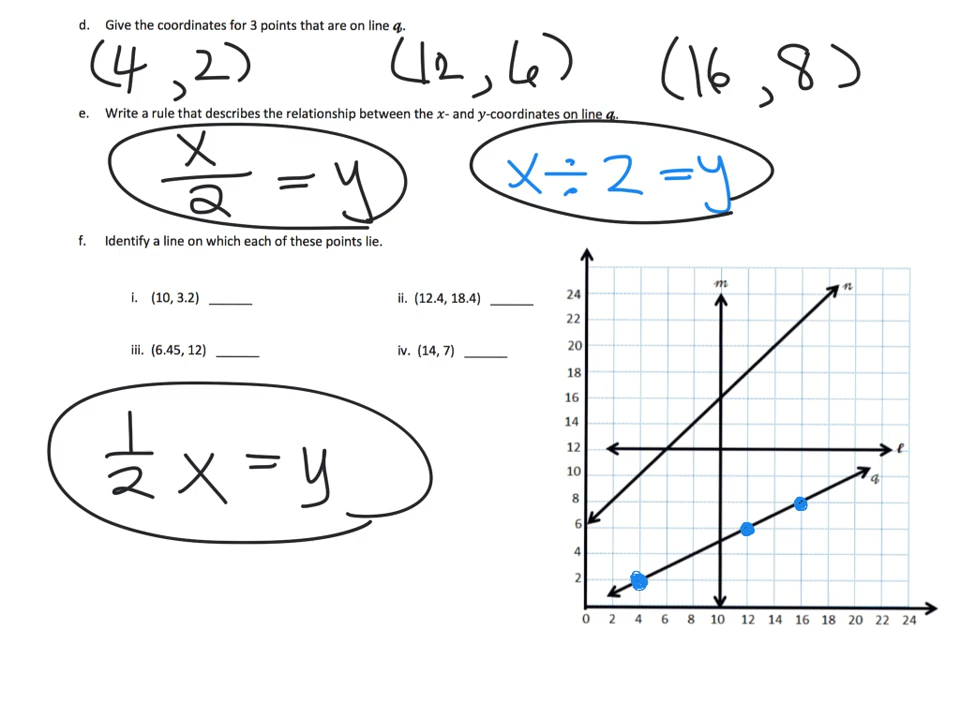 d. Give the coordinates for 3 points that are on line q.
(4,2) (12,6) (16,8)
e. Write a rule that describes the relationship between the x- and y-coordinates on line q.
x/2 = y x ÷ 2 = y
f. Identify a line on which each of these points lie.
i. (10, 3.2) ______ ii. (12.4, 18.4) ______
iii. (6.45, 12) ______ iv. (14, 7) ______
1/2 x = y
m
n
24
22
20
18
16
14
12
10
8
6
4
2
ℓ
q
0 2 4 6 8 10 12 14 16 18 20 22 24